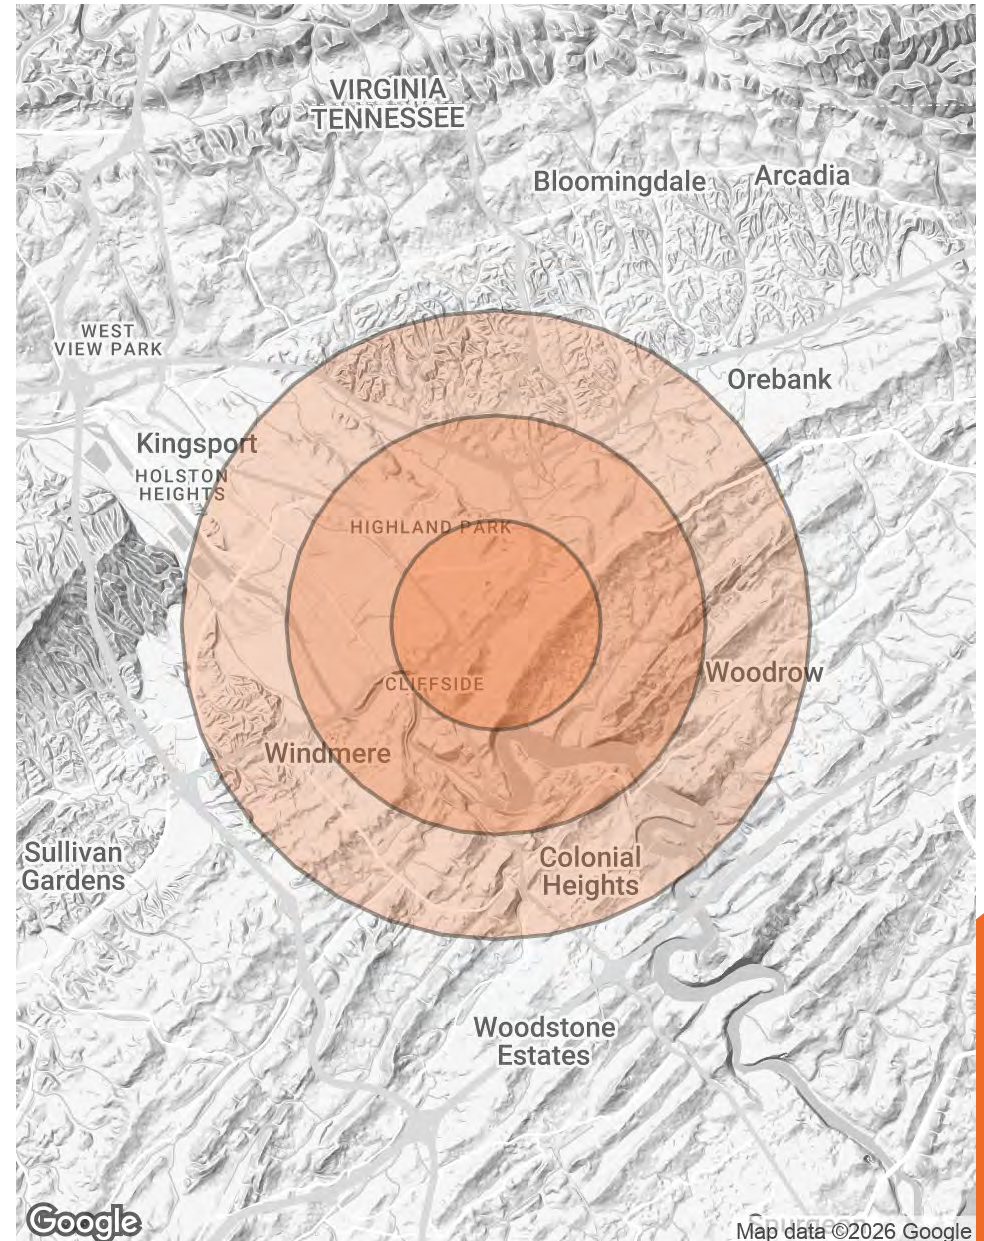 VIRGINIA
TENNESSEE
Bloomingdale
Arcadia
WEST
VIEW PARK
Orebank
Kingsport
HOLSTON
HEIGHTS
HIGHLAND PARK
Woodrow
CLIFFSIDE
Windmere
Sullivan
Gardens
Colonial
Heights
Woodstone
Estates
Google
Map data ©2026 Google